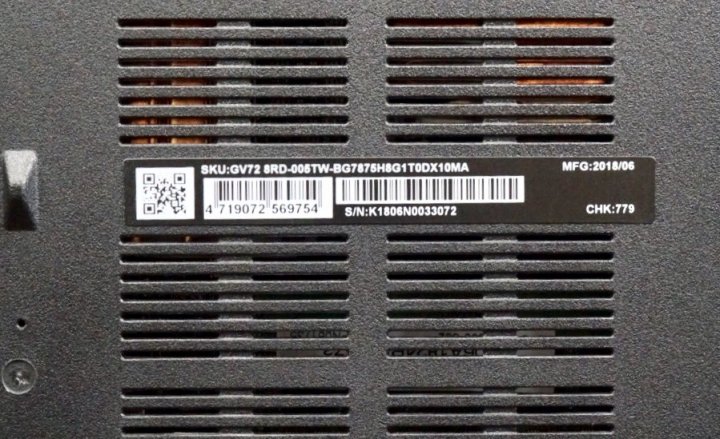 SKU:GV72 8RD-005TW-BG7875H8G1T0DX10MA
MFG:2018/06
4 719072 569754
S/N:K1806N0033072
CHK:779